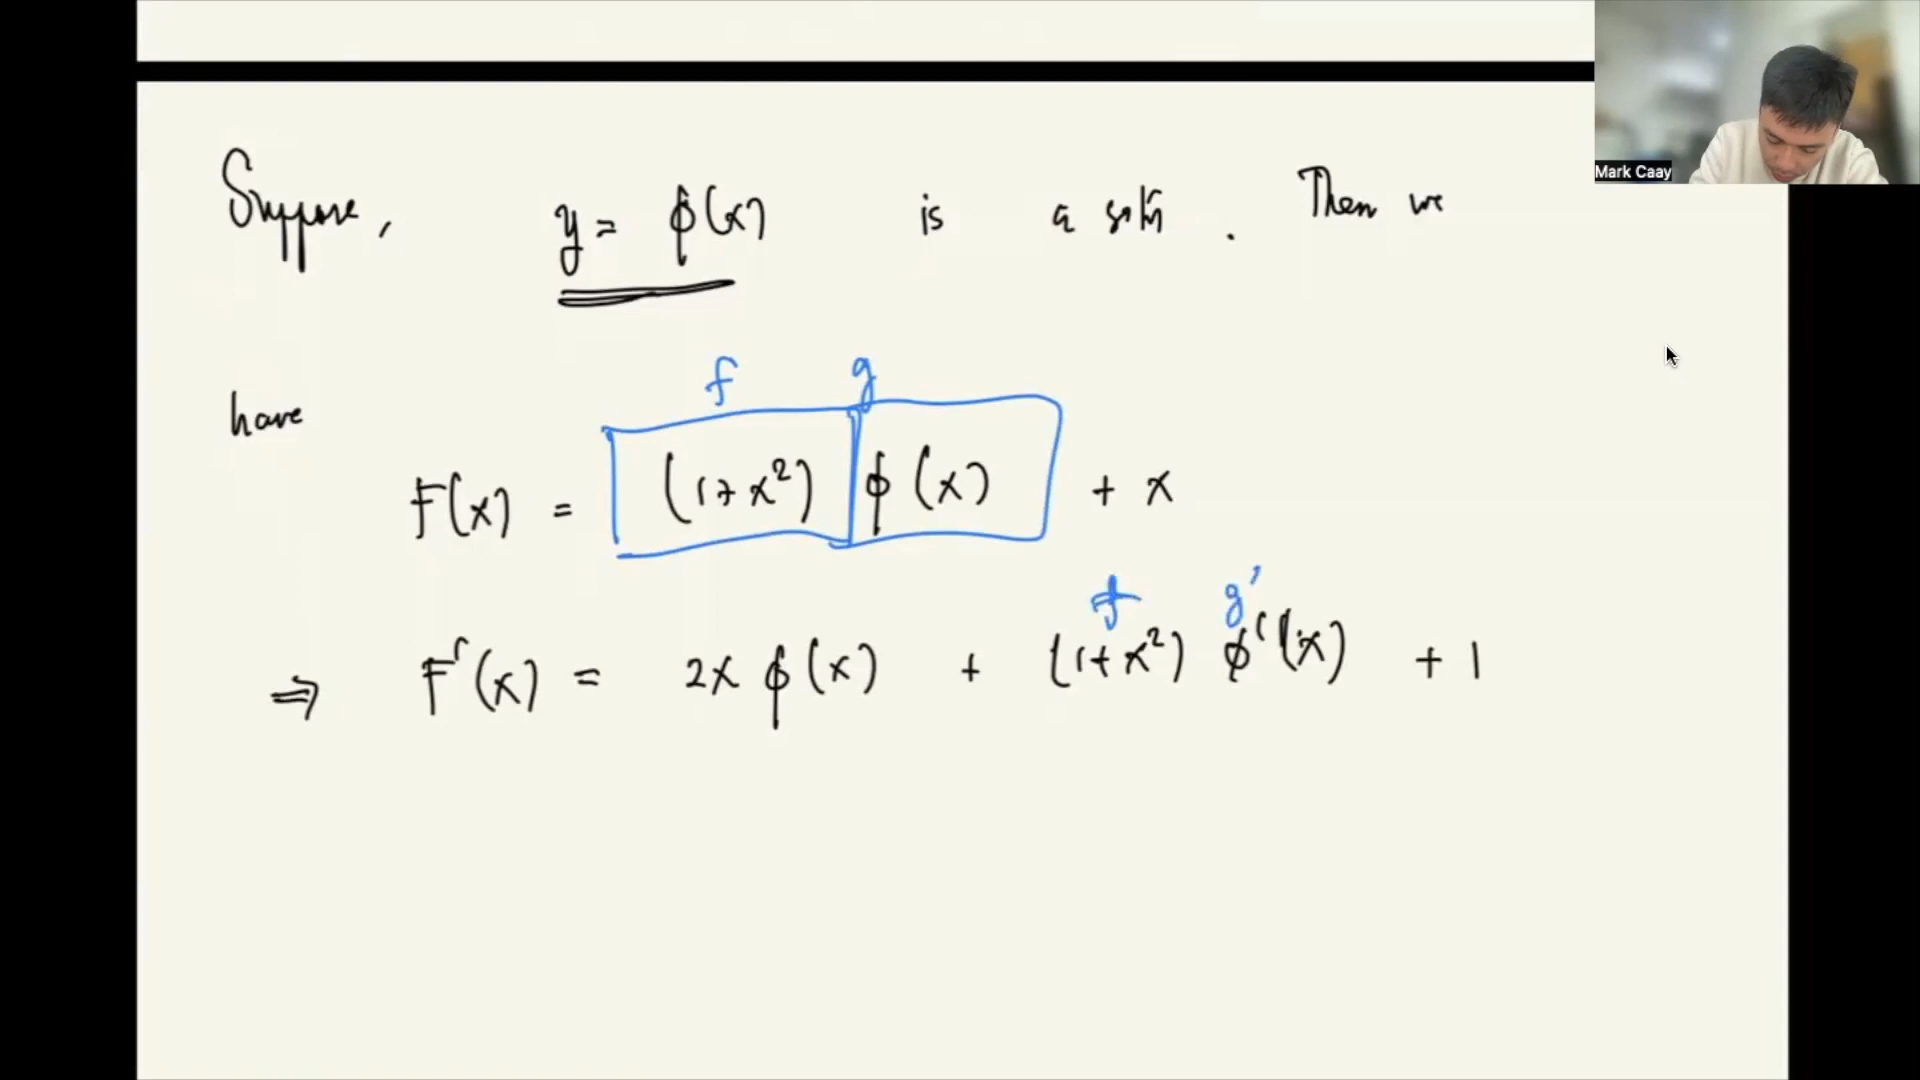 Mark Caay
Suppose, y = ϕ(x) is a sol'n. Then we
have
f g
F(x) = (1+x²) ϕ(x) + x
f g'
⇒ F'(x) = 2x ϕ(x) + (1+x²) ϕ'(x) + 1